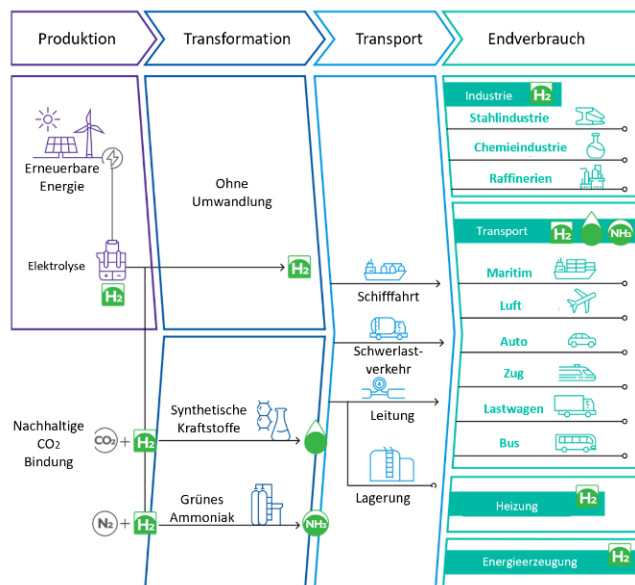 Produktion
Transformation
Transport
Endverbrauch
Erneuerbare
Energie
Elektrolyse
H2
Ohne
Umwandlung
H2
Nachhaltige
CO2
Bindung
CO2 + H2
Synthetische
Kraftstoffe
N2 + H2
Grünes
Ammoniak
NH3
Schifffahrt
Schwerlast-
verkehr
Leitung
Lagerung
Industrie H2
Stahlindustrie
Chemieindustrie
Raffinerien
Transport H2 NH3
Maritim
Luft
Auto
Zug
Lastwagen
Bus
Heizung H2
Energieerzeugung H2